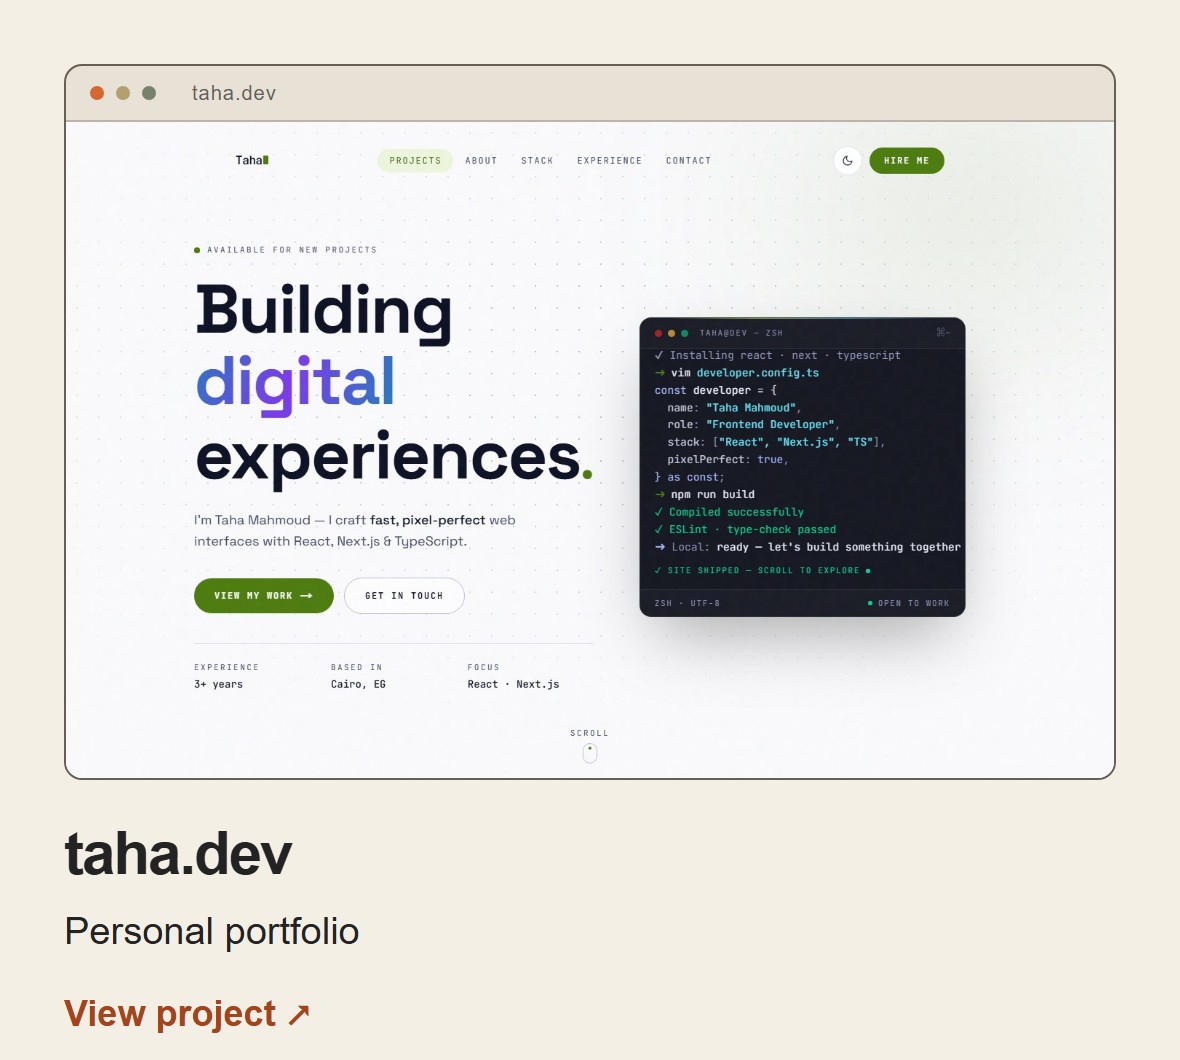 taha.dev
Taha
PROJECTS ABOUT STACK EXPERIENCE CONTACT
HIRE ME
AVAILABLE FOR NEW PROJECTS
Building
digital
experiences.
I'm Taha Mahmoud — I craft fast, pixel-perfect web
interfaces with React, Next.js & TypeScript.
VIEW MY WORK →
GET IN TOUCH
EXPERIENCE
3+ years
BASED IN
Cairo, EG
FOCUS
React · Next.js
TAHA@DEV — ZSH
✓ Installing react · next · typescript
→ vim developer.config.ts
const developer = {
name: "Taha Mahmoud",
role: "Frontend Developer",
stack: ["React", "Next.js", "TS"],
pixelPerfect: true,
} as const;
→ npm run build
✓ Compiled successfully
✓ ESLint · type-check passed
➜ Local: ready — let's build something together
✓ SITE SHIPPED — SCROLL TO EXPLORE
ZSH · UTF-8
OPEN TO WORK
SCROLL
taha.dev
Personal portfolio
View project ↗